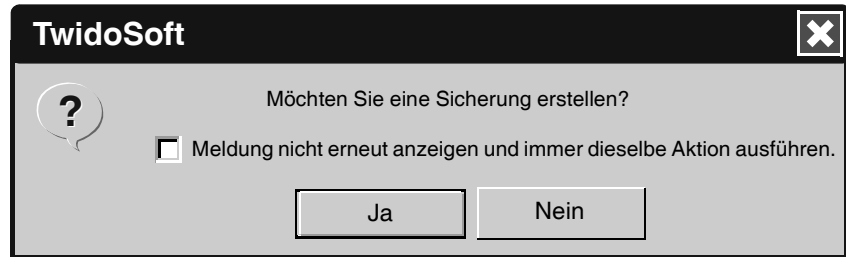 TwidoSoft
?
Möchten Sie eine Sicherung erstellen?
Meldung nicht erneut anzeigen und immer dieselbe Aktion ausführen.
Ja
Nein